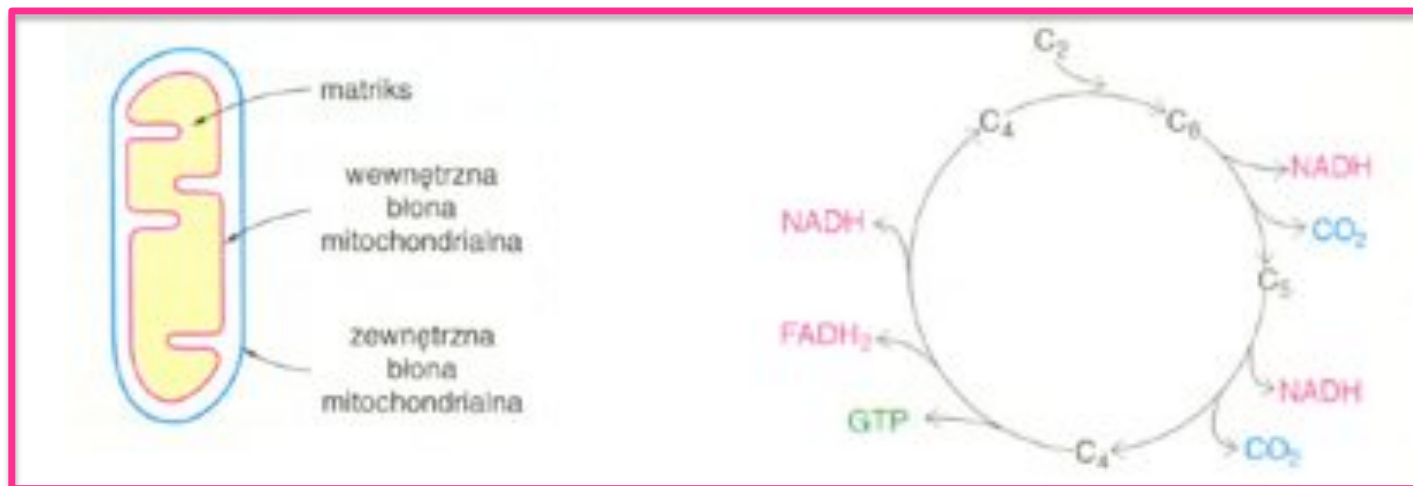 matriks
wewnętrzna
błona
mitochondrialna
zewnętrzna
błona
mitochondrialna
C₂
C₄
C₆
NADH
CO₂
C₅
NADH
CO₂
C₄
GTP
FADH₂
NADH